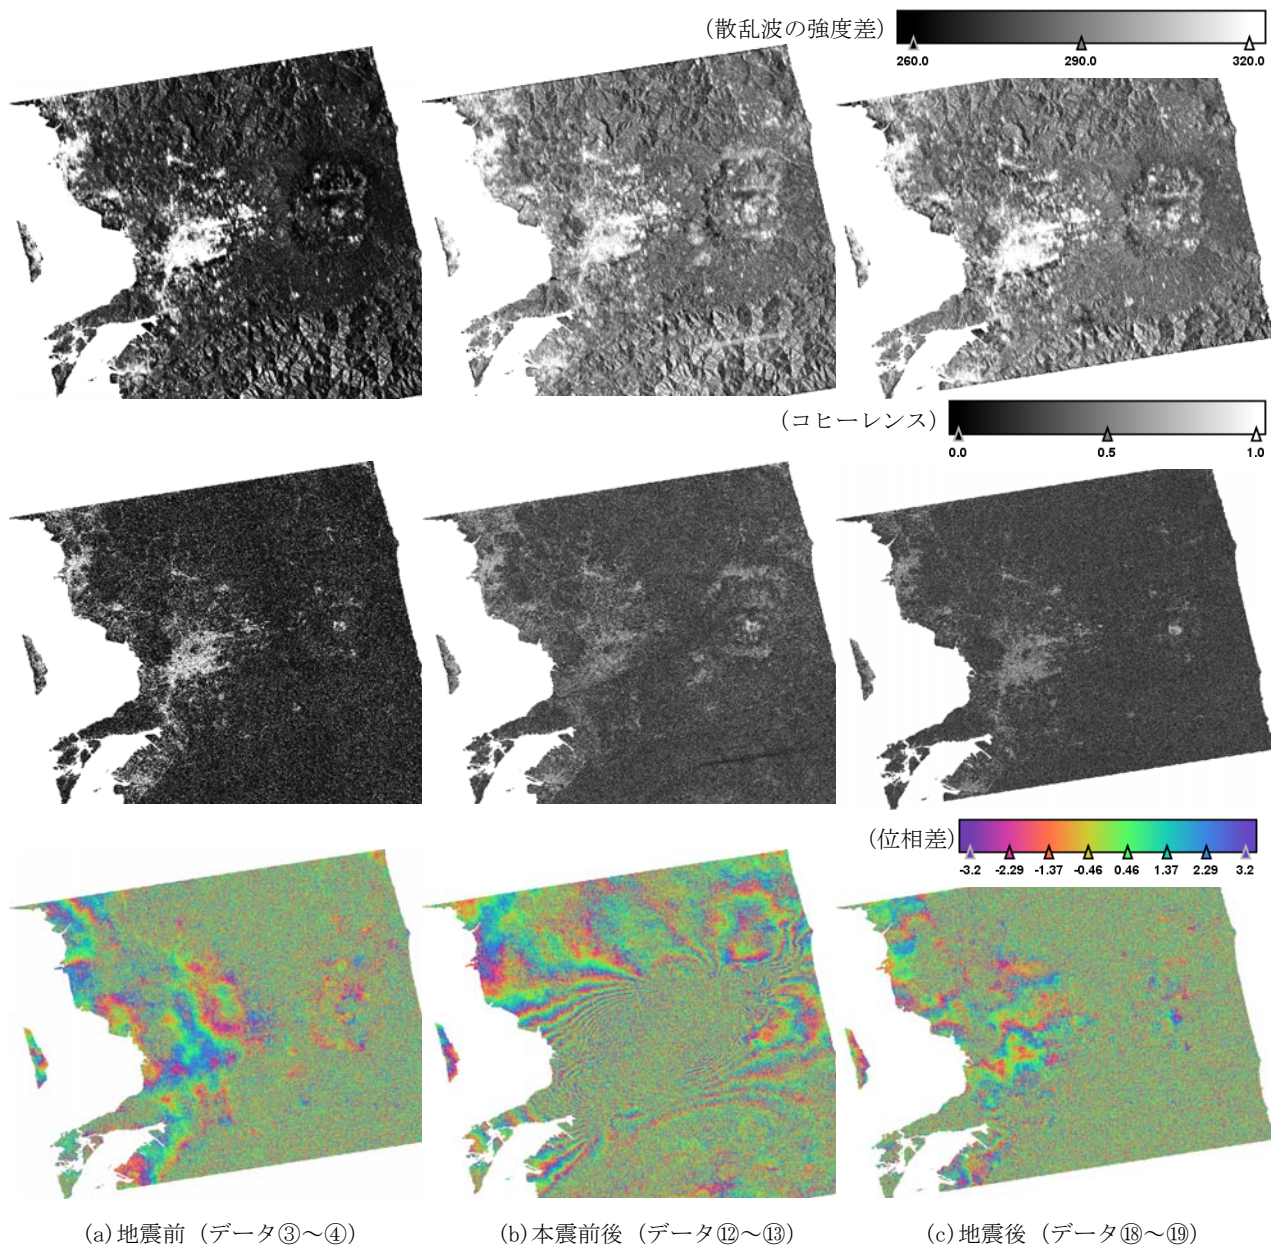 (散乱波の強度差)
260.0 290.0 320.0
(コヒーレンス)
0.0 0.5 1.0
(位相差)
-3.2 -2.29 -1.37 -0.46 0.46 1.37 2.29 3.2
(a)地震前（データ③～④） (b)本震前後（データ⑫～⑬） (c)地震後（データ⑱～⑲）